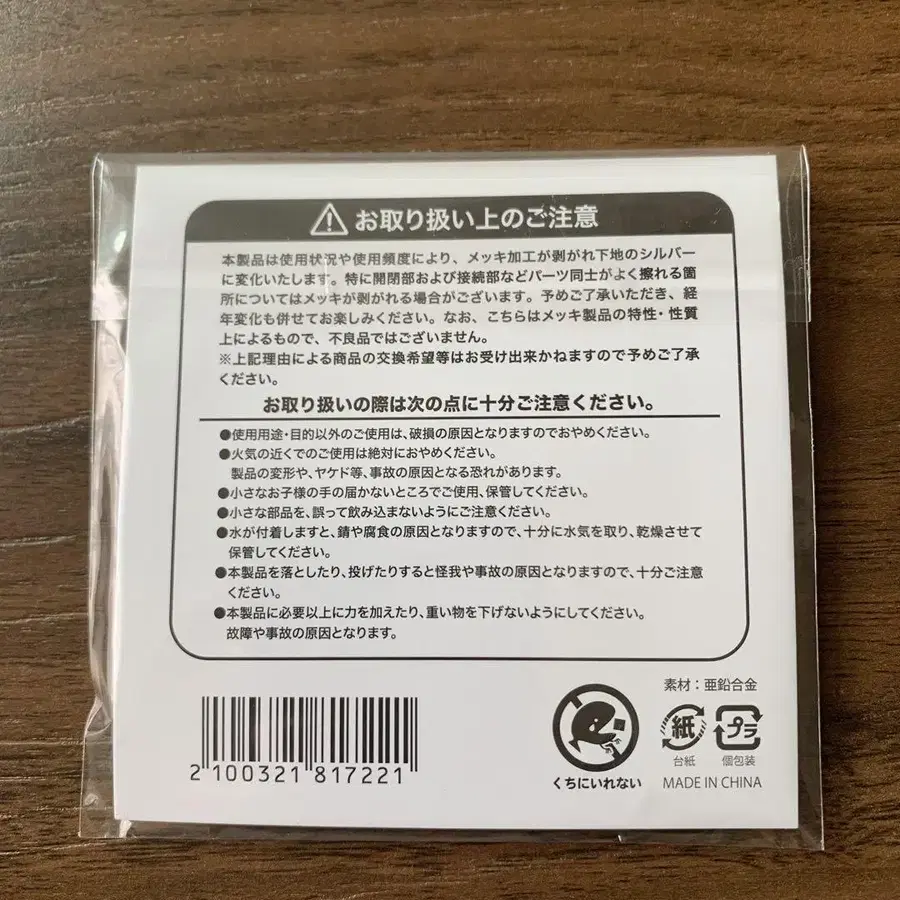 お取り扱い上のご注意
本製品は使用状況や使用頻度により、メッキ加工が剥がれ下地のシルバー
に変化いたします。特に開閉部および接続部などパーツ同士がよく擦れる箇
所についてはメッキが剥がれる場合がございます。予めご了承いただき、経
年変化も併せてお楽しみください。なお、こちらはメッキ製品の特性・性質
上によるもので、不良品ではございません。
※上記理由による商品の交換希望等はお受け出来かねますので予めご了承
ください。
お取り扱いの際は次の点に十分ご注意ください。
●使用用途・目的以外のご使用は、破損の原因となりますのでおやめください。
●火気の近くでのご使用は絶対におやめください。
製品の変形や、ヤケド等、事故の原因となる恐れがあります。
●小さなお子様の手の届かないところでご使用、保管してください。
●小さな部品を、誤って飲み込まないようにご注意ください。
●水が付着しますと、錆や腐食の原因となりますので、十分に水気を取り、乾燥させて
保管してください。
●本製品を落としたり、投げたりすると怪我や事故の原因となりますので、十分ご注意
ください。
●本製品に必要以上に力を加えたり、重い物を下げないようにしてください。
故障や事故の原因となります。
素材：亜鉛合金
紙 プラ
台紙 個包装
2 100321 817221
くちにいれない
MADE IN CHINA